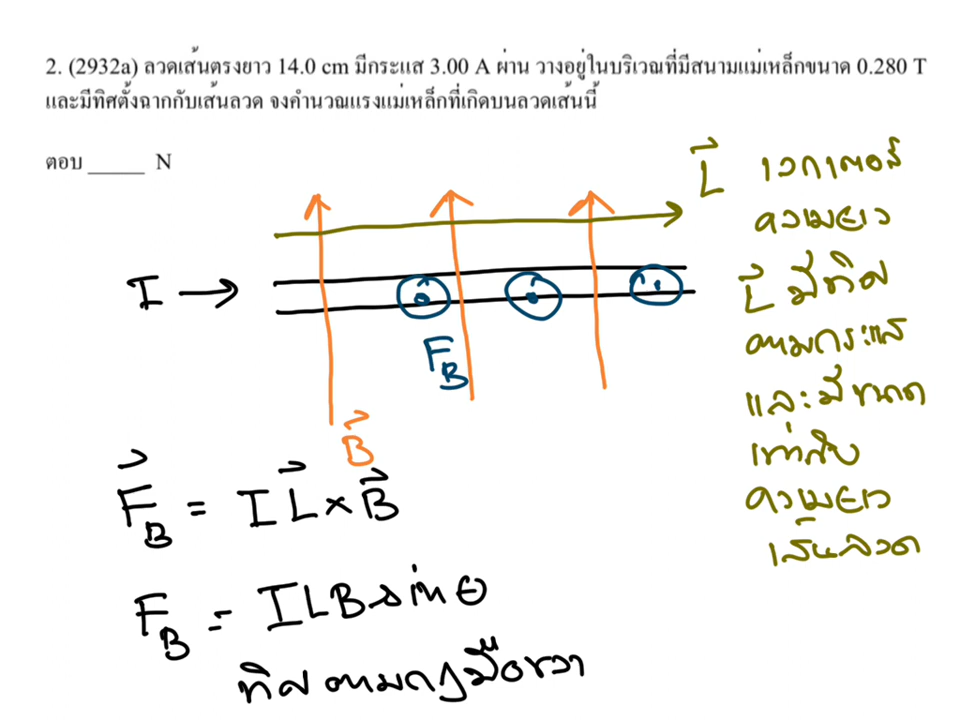 2. (2932a) ลวดเส้นตรงยาว 14.0 cm มีกระแส 3.00 A ผ่าน วางอยู่ในบริเวณที่มีสนามแม่เหล็กขนาด 0.280 T
และมีทิศตั้งฉากกับเส้นลวด จงคำนวณแรงแม่เหล็กที่เกิดบนลวดเส้นนี้
ตอบ _____ N
L⃗ เวกเตอร์
ความยาว
L⃗ มีทิศ
ตามกระแส
และมีขนาด
เท่ากับ
ความยาว
เส้นลวด
I →
F_B
B⃗
F⃗_B = I L⃗ × B⃗
F_B = ILB sin θ
ทิศตามกฎมือขวา